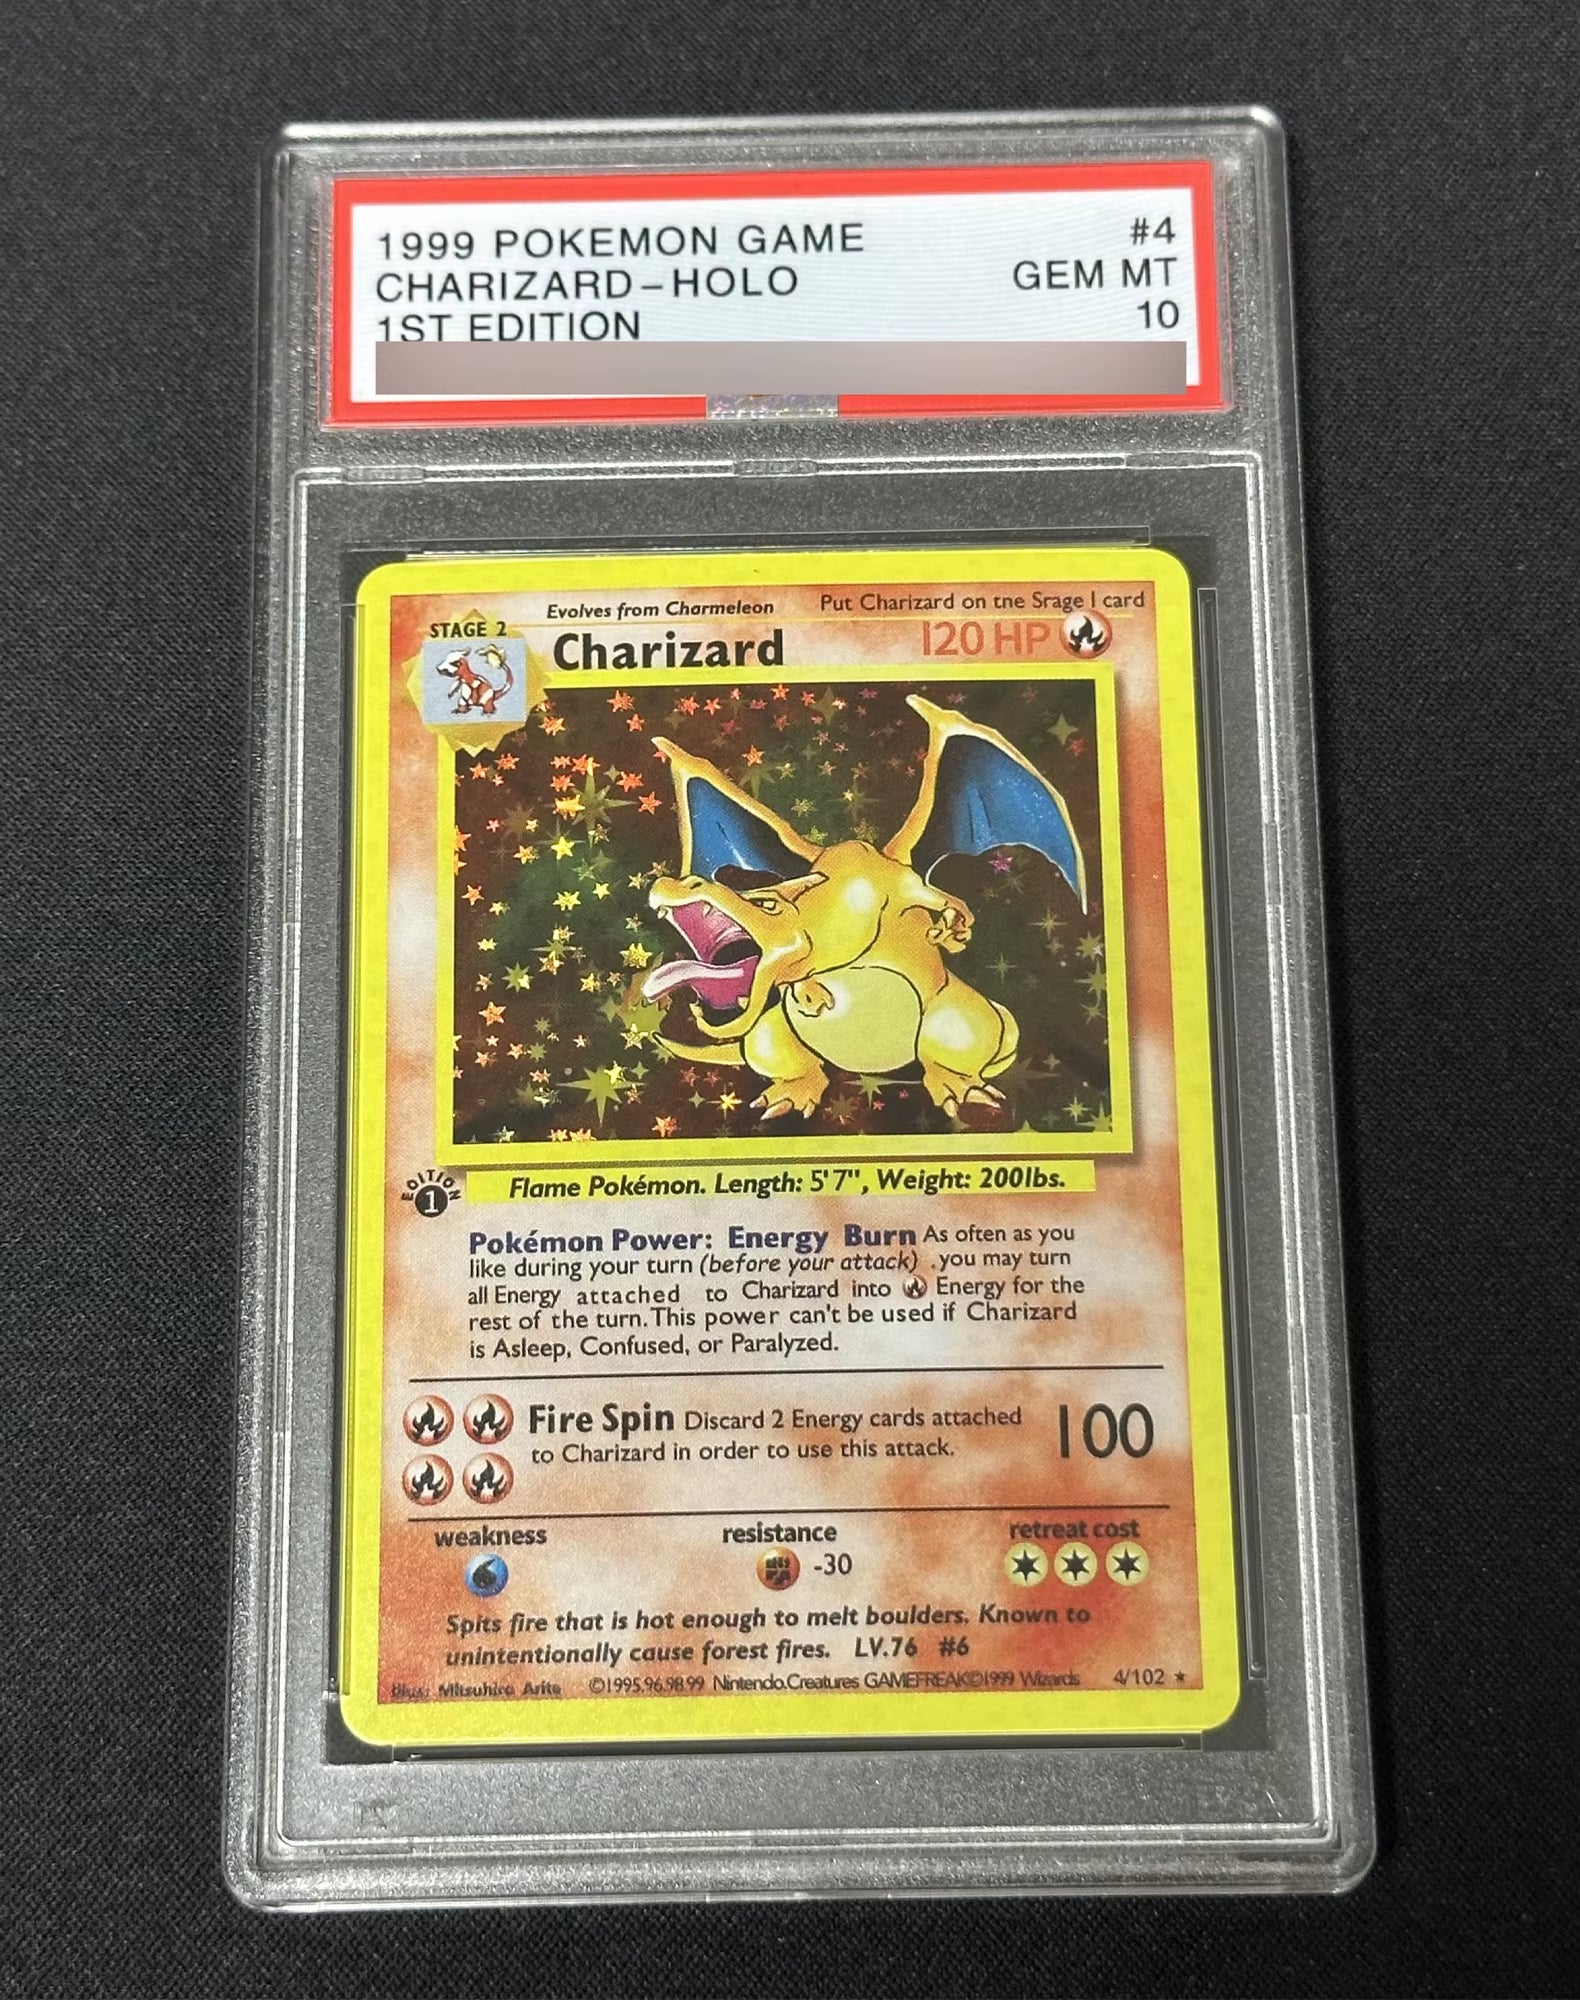 1999 POKEMON GAME #4
CHARIZARD-HOLO GEM MT
1ST EDITION 10
Evolves from Charmeleon Put Charizard on tne Srage 1 card
STAGE 2
Charizard 120 HP
EDITION
1
Flame Pokémon. Length: 5'7", Weight: 200lbs.
Pokémon Power: Energy Burn As often as you
like during your turn (before your attack) .you may turn
all Energy attached to Charizard into Energy for the
rest of the turn.This power can't be used if Charizard
is Asleep, Confused, or Paralyzed.
Fire Spin Discard 2 Energy cards attached 100
to Charizard in order to use this attack.
weakness resistance retreat cost
-30
Spits fire that is hot enough to melt boulders. Known to
unintentionally cause forest fires. LV.76 #6
Mitsuhiro Arita ©1995,96,98,99 Nintendo,Creatures GAMEFREAK©1999 Wizards 4/102 ★